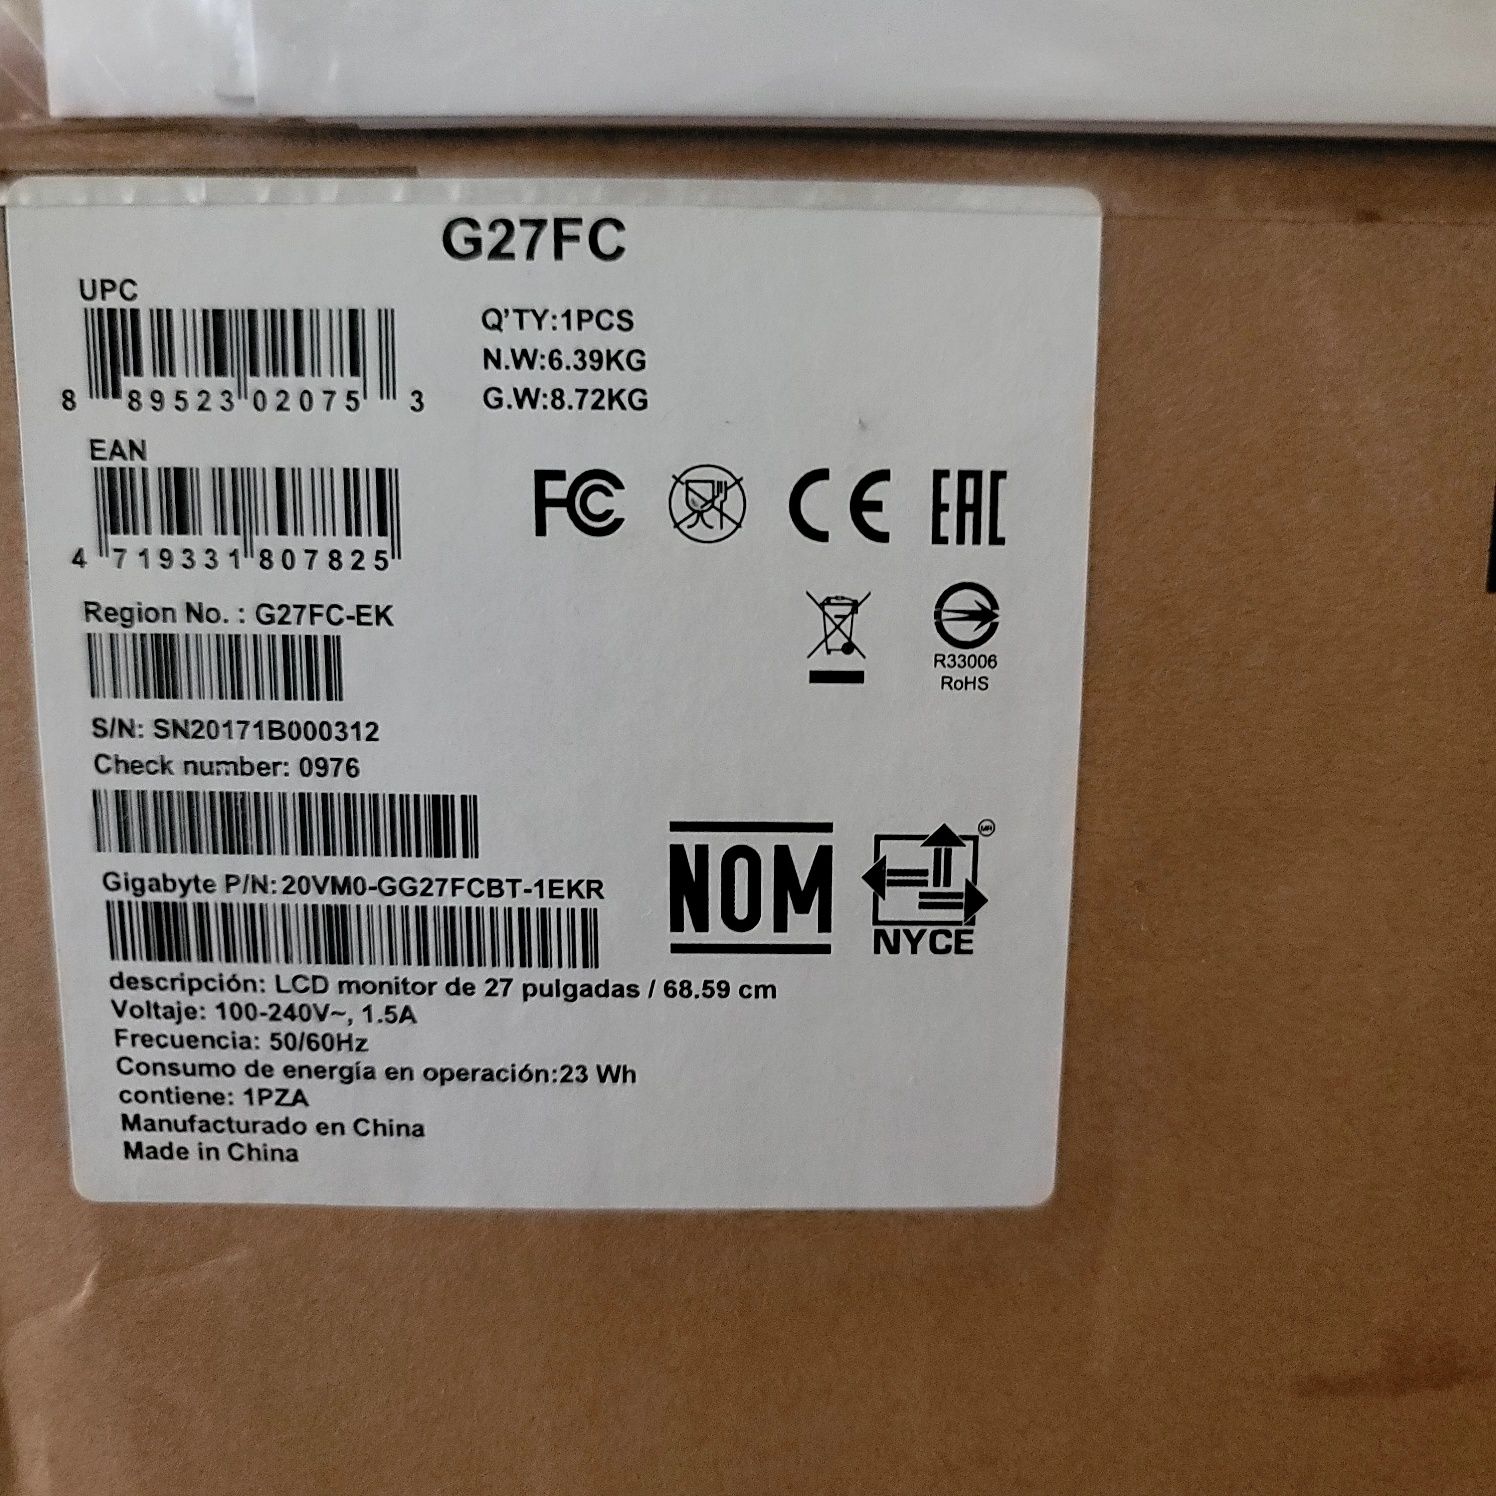 G27FC
UPC
Q'TY:1PCS
N.W:6.39KG
G.W:8.72KG
8 89523 02075 3
EAN
4 719331 807825
FC
CE
EAC
Region No. : G27FC-EK
R33006
RoHS
S/N: SN20171B000312
Check number: 0976
NOM
MR
NYCE
Gigabyte P/N:20VM0-GG27FCBT-1EKR
descripción: LCD monitor de 27 pulgadas / 68.59 cm
Voltaje: 100-240V~, 1.5A
Frecuencia: 50/60Hz
Consumo de energía en operación:23 Wh
contiene: 1PZA
Manufacturado en China
Made in China